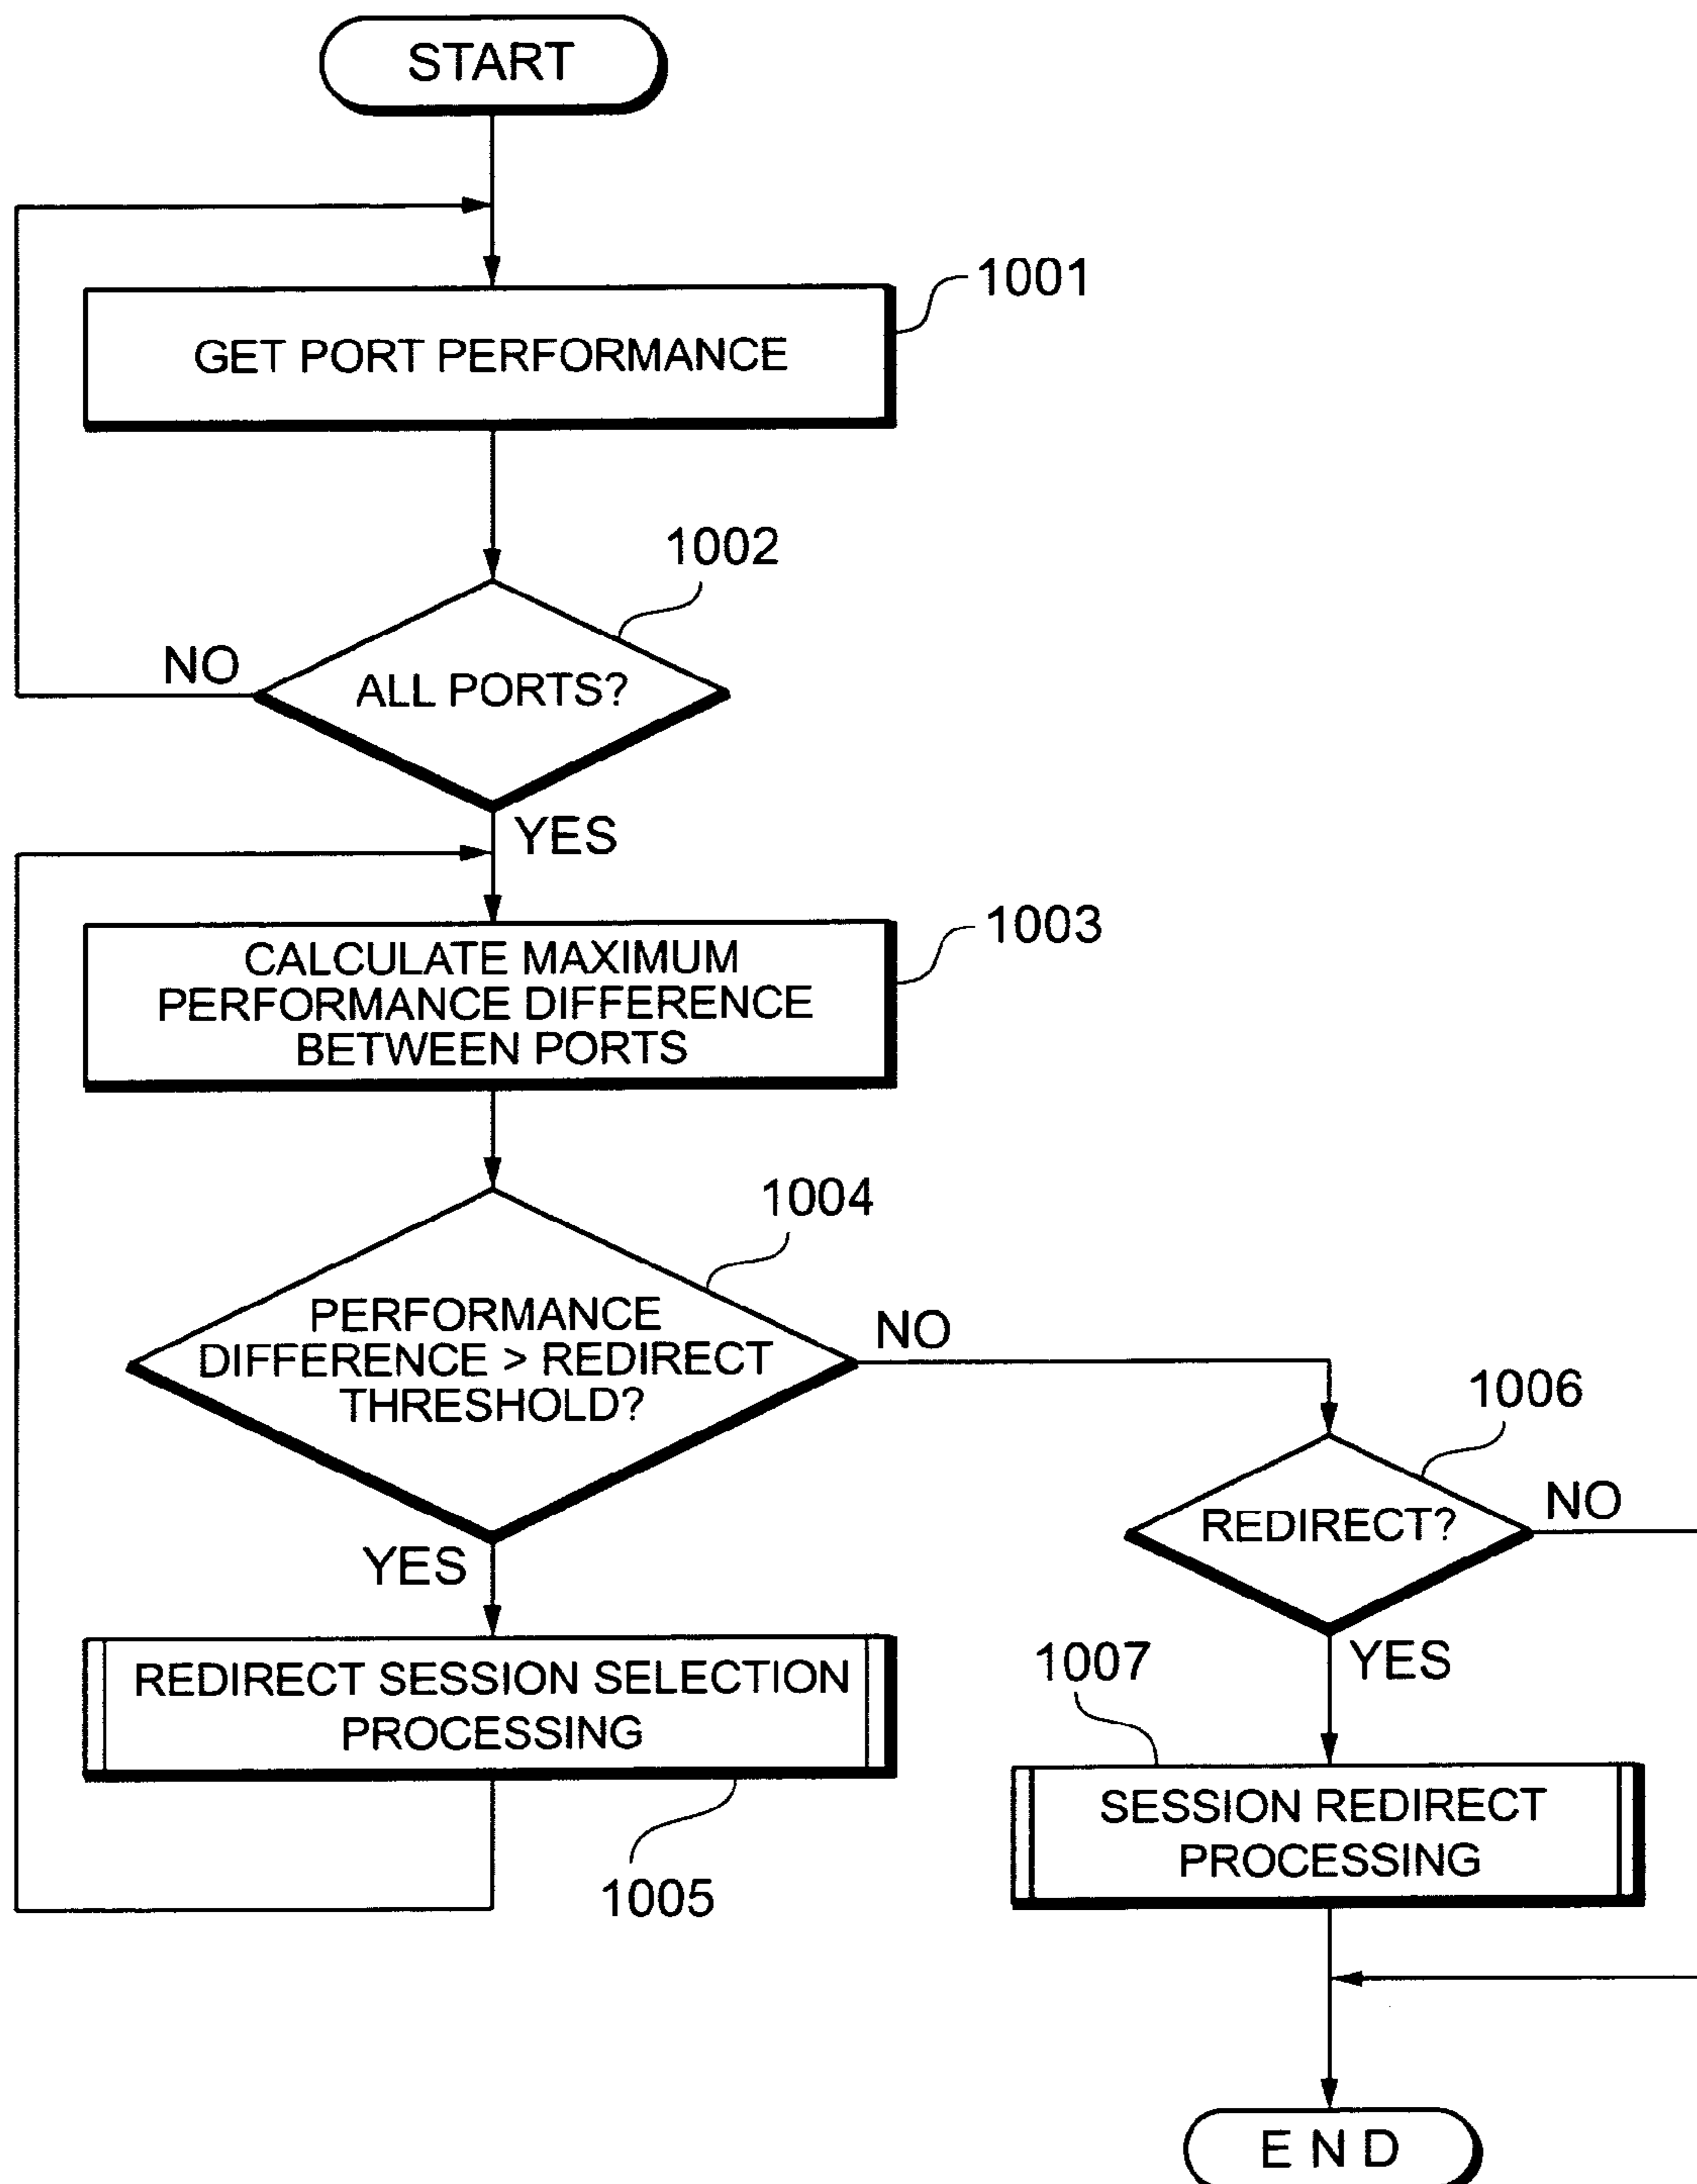 START
1001
GET PORT PERFORMANCE
1002
NO
ALL PORTS?
YES
1003
CALCULATE MAXIMUM
PERFORMANCE DIFFERENCE
BETWEEN PORTS
1004
PERFORMANCE
DIFFERENCE > REDIRECT
THRESHOLD?
NO
YES
1006
REDIRECT?
NO
YES
REDIRECT SESSION SELECTION
PROCESSING
1005
1007
SESSION REDIRECT
PROCESSING
END